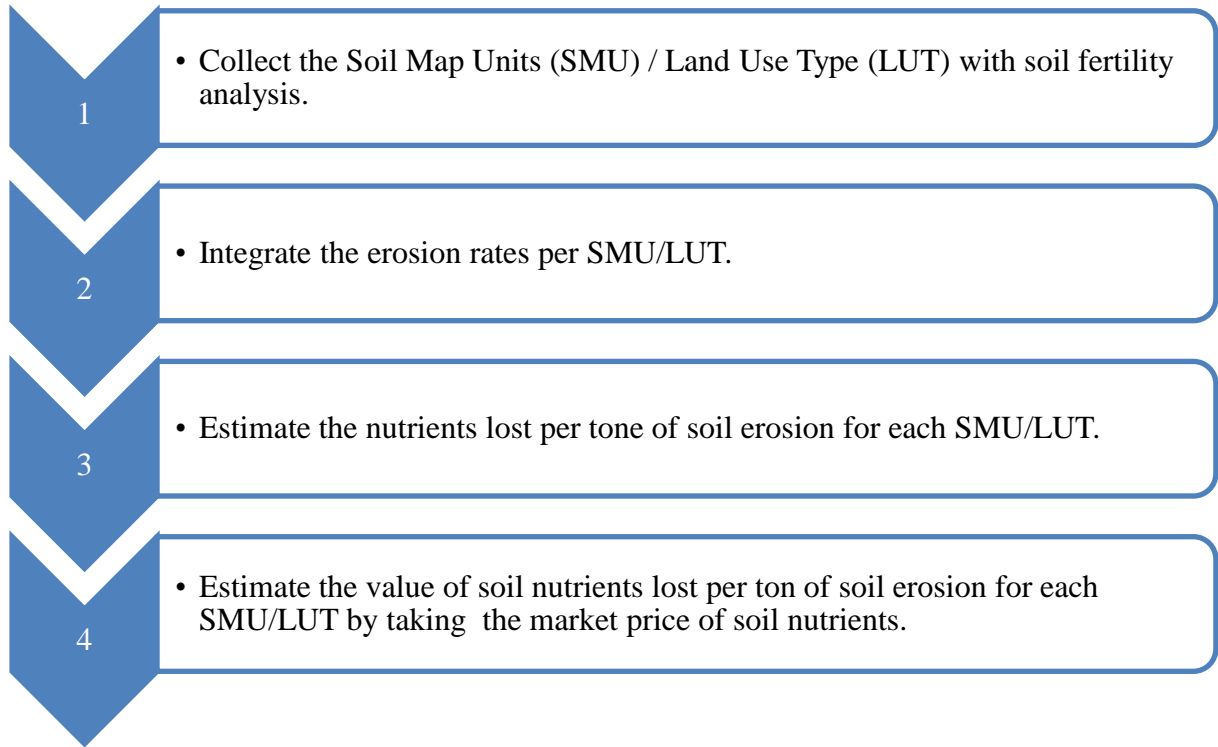 1
• Collect the Soil Map Units (SMU) / Land Use Type (LUT) with soil fertility
analysis.
2
• Integrate the erosion rates per SMU/LUT.
3
• Estimate the nutrients lost per tone of soil erosion for each SMU/LUT.
4
• Estimate the value of soil nutrients lost per ton of soil erosion for each
SMU/LUT by taking  the market price of soil nutrients.